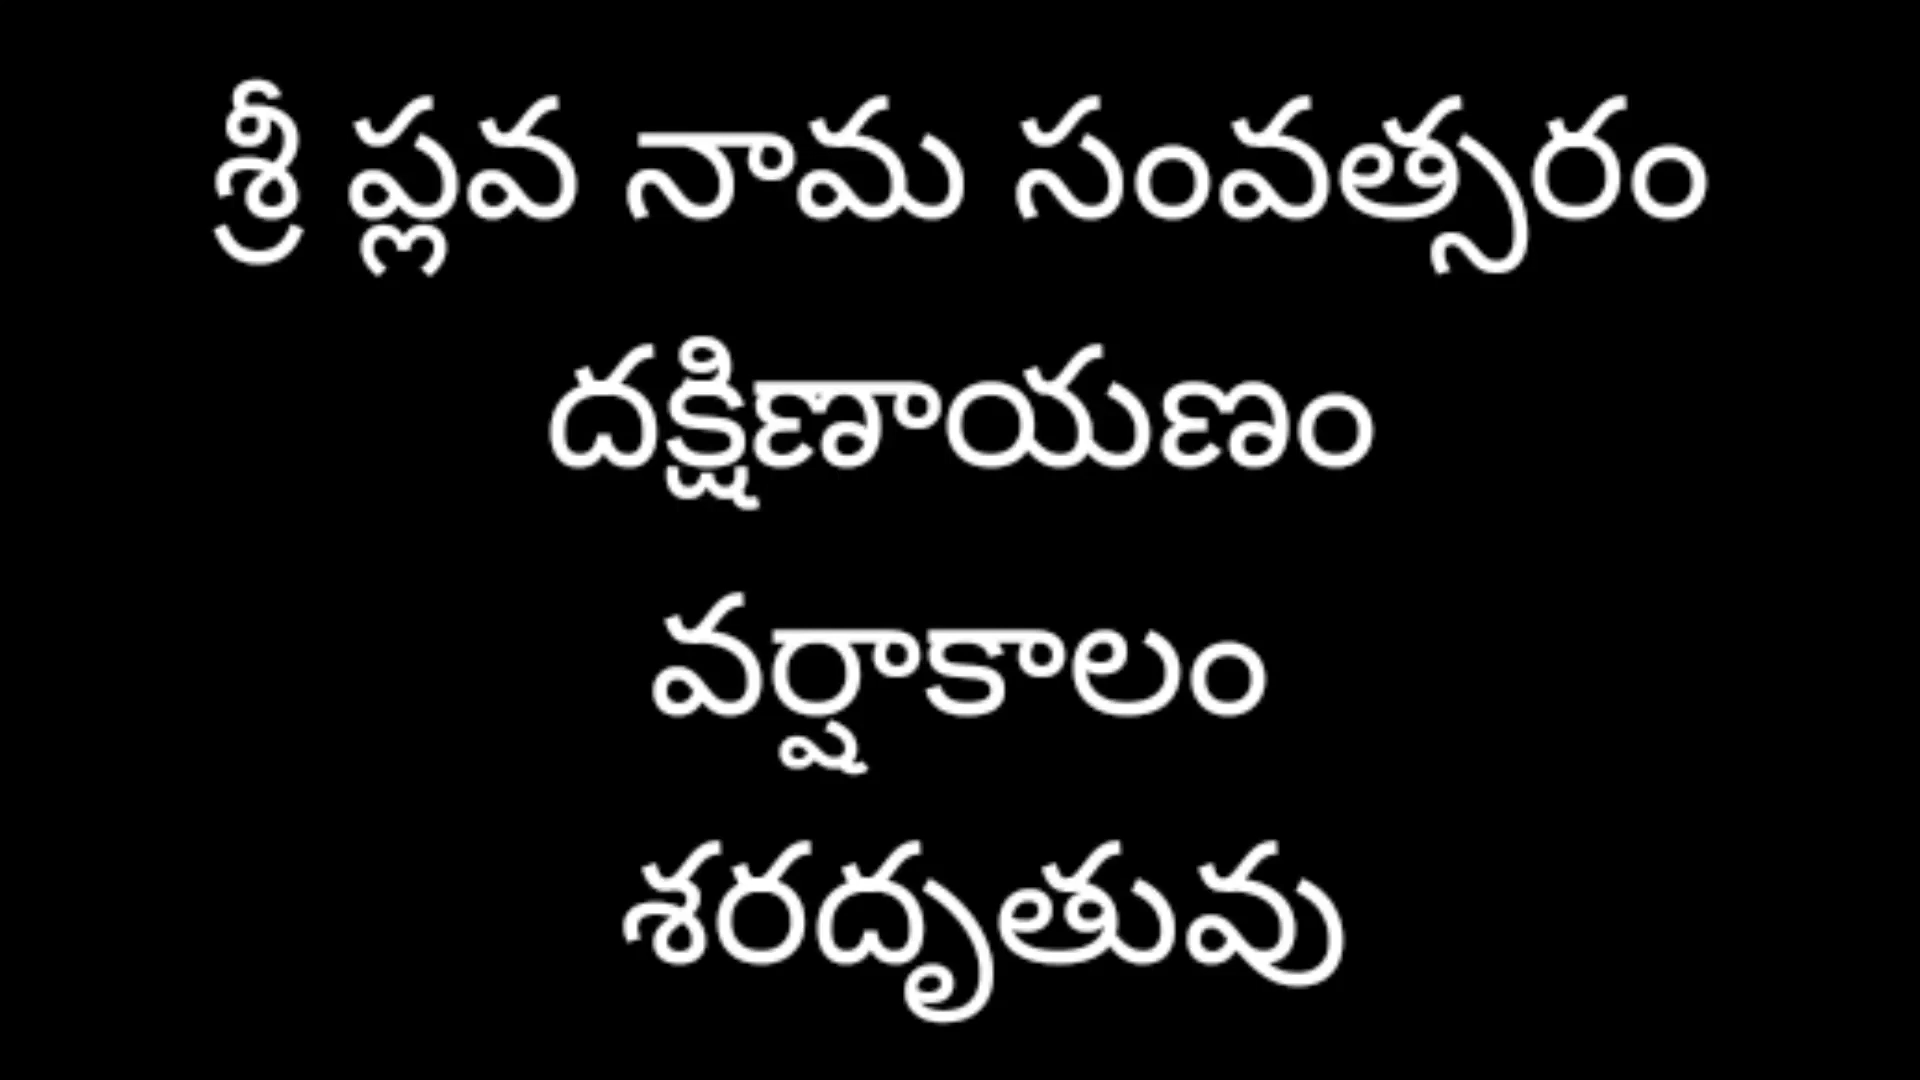 శ్రీ ప్లవ నామ సంవత్సరం
దక్షిణాయణం
వర్షాకాలం
శరదృతువు